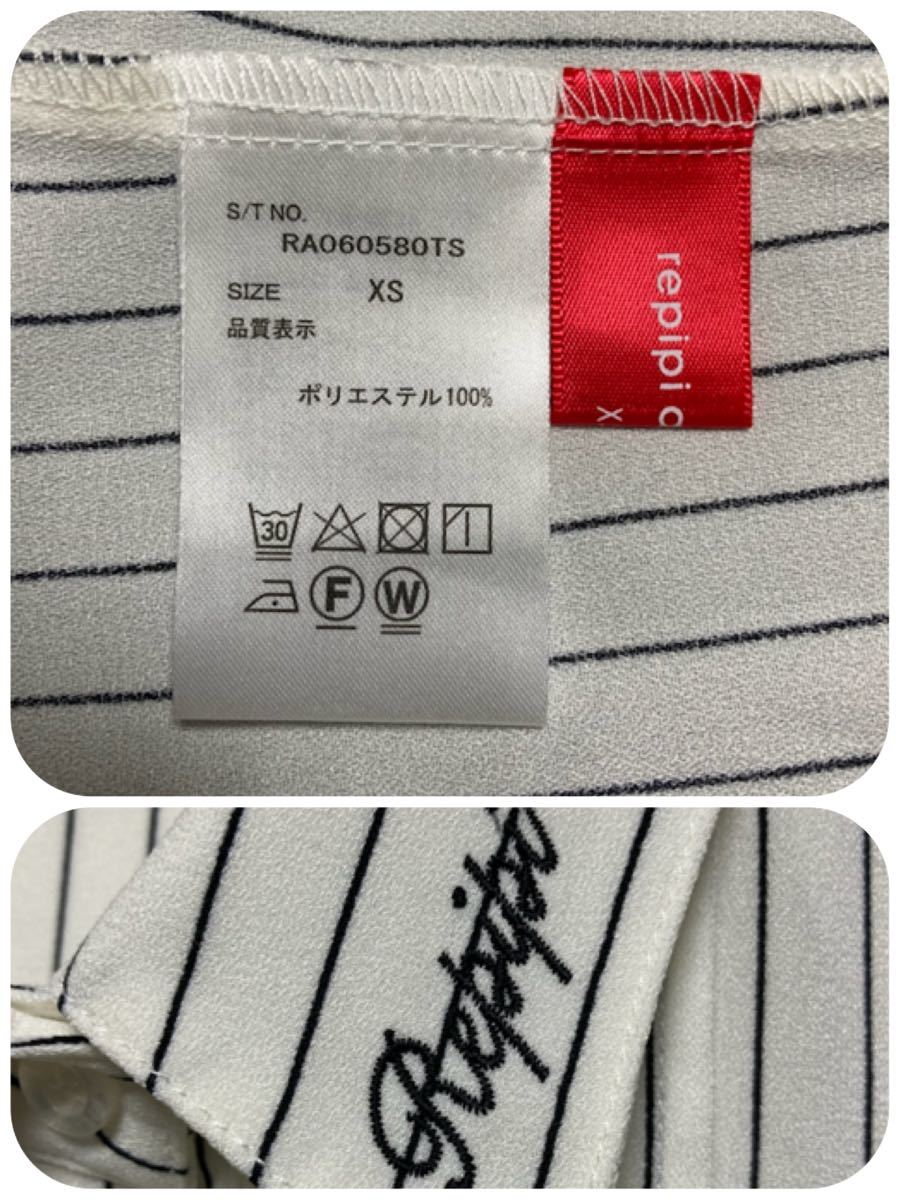 S/T NO.
RA060580TS
SIZE XS
品質表示
ポリエステル100%
30
F W
repipi
X
Repipi